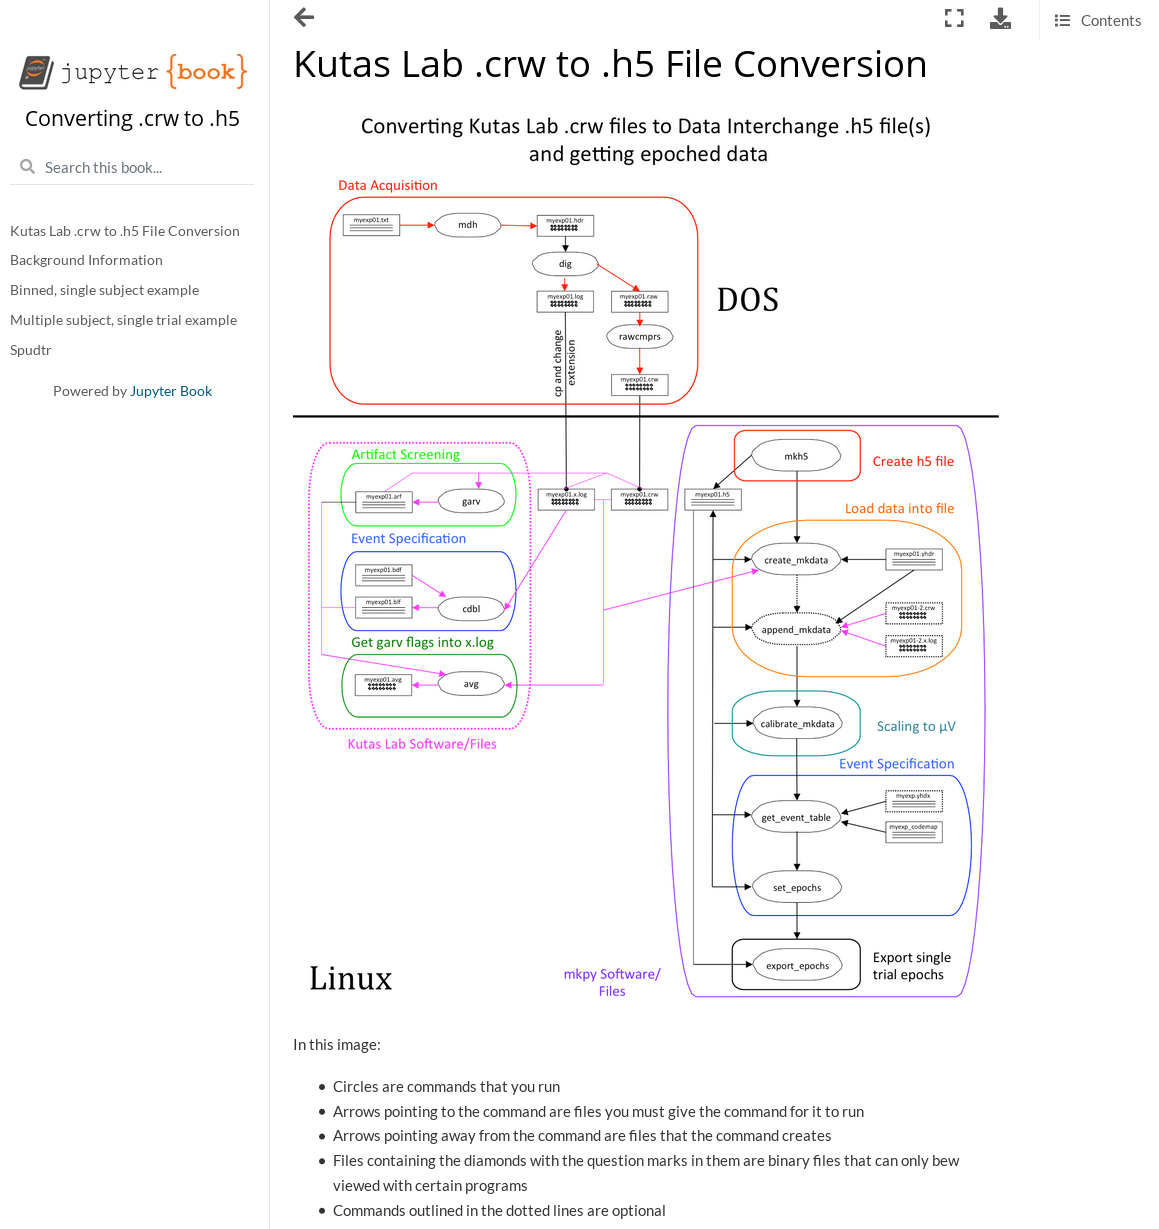 Contents
jupyter {book}
Converting .crw to .h5
Search this book...
Kutas Lab .crw to .h5 File Conversion
Background Information
Binned, single subject example
Multiple subject, single trial example
Spudtr
Powered by Jupyter Book
Kutas Lab .crw to .h5 File Conversion
Converting Kutas Lab .crw files to Data Interchange .h5 file(s)
and getting epoched data
Data Acquisition
myexp01.txt
mdh
myexp01.hdr
dig
myexp01.log
myexp01.raw
DOS
rawcmprs
cp and change
extension
myexp01.crw
Artifact Screening
myexp01.arf
garv
myexp01.x.log
myexp01.crw
Event Specification
myexp01.bdf
myexp01.blf
cdbl
Get garv flags into x.log
myexp01.avg
avg
Kutas Lab Software/Files
mkh5
Create h5 file
myexp01.h5
Load data into file
create_mkdata
myexp01.yhdr
append_mkdata
myexp01-2.crw
myexp01-2.x.log
calibrate_mkdata
Scaling to µV
Event Specification
get_event_table
myexp.yhdx
myexp_codemap
set_epochs
export_epochs
Export single
trial epochs
Linux
mkpy Software/
Files
In this image:
• Circles are commands that you run
• Arrows pointing to the command are files you must give the command for it to run
• Arrows pointing away from the command are files that the command creates
• Files containing the diamonds with the question marks in them are binary files that can only bew
viewed with certain programs
• Commands outlined in the dotted lines are optional